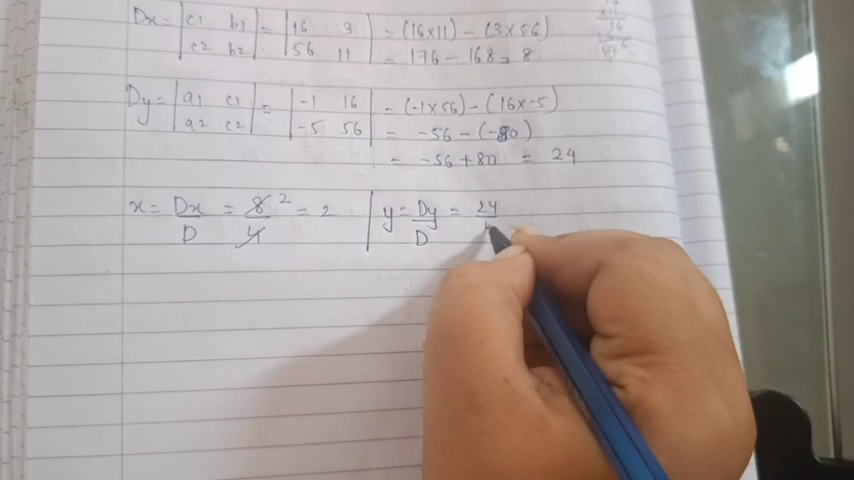 Dx = | c1 b1 | = | 16 3 | = (16×11) - (3×56)
| c2 b2 | | 56 11 | = 176 - 168 = 8
Dy = | a1 c1 | = | -1 16 | = (-1×56) - (16×-5)
| a2 c2 | | -5 56 | = -56 - (-80)
= -56 + 80 = 24
x = Dx/D = 8/4 2 = 2 | y = Dy/D = 24